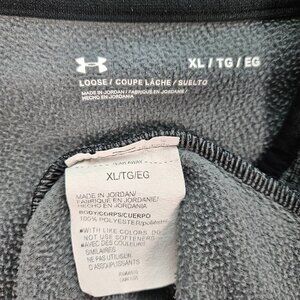 XL / TG / EG
LOOSE / COUPE LÂCHE / SUELTO
MADE IN JORDAN
FABRIQUÉ EN JORDANIE
HECHO EN JORDANIA
XL/TG/EG
MADE IN JORDAN/
FABRIQUÉ EN JORDANIE/
HECHO EN JORDANIA
BODY/CORPS/CUERPO
100% POLYESTER/
•WITH LIKE COLORS
NOT USE SOFTENERS
•AVEC DES COULEURS
SIMILAIRES
NE PAS UTILISER
D'ASSOUPLISSANTS